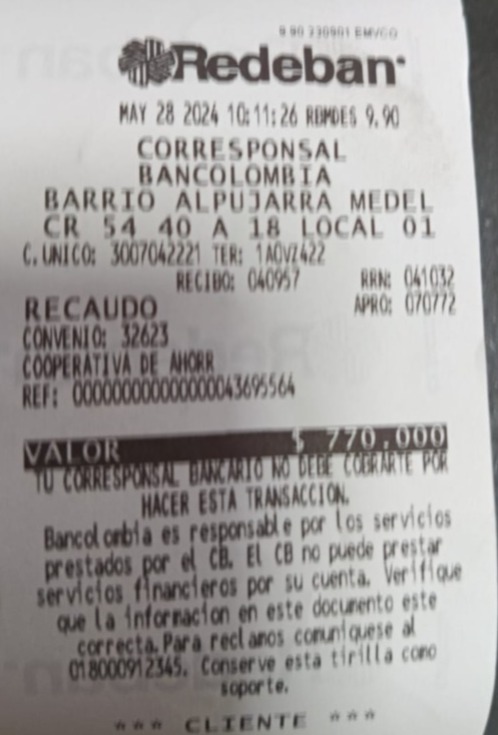 9.90 230901 EMVCO
Redeban
MAY 28 2024 10:11:26 RBMDES 9.90
CORRESPONSAL
BANCOLOMBIA
BARRIO ALPUJARRA MEDEL
CR 54 40 A 18 LOCAL 01
C. UNICO: 3007042221 TER: 1A0VZ422
RECIBO: 040957 RRN: 041032
RECAUDO APRO: 070772
CONVENIO: 32623
COOPERATIVA DE AHORR
REF: 000000000000000043695564
VALOR $ 770.000
TU CORRESPONSAL BANCARIO NO DEBE COBRARTE POR
HACER ESTA TRANSACCION.
Bancolombia es responsable por los servicios
prestados por el CB. El CB no puede prestar
servicios financieros por su cuenta. Verifique
que la informacion en este documento este
correcta. Para reclamos comuniquese al
018000912345. Conserve esta tirilla como
soporte.
*** CLIENTE ***